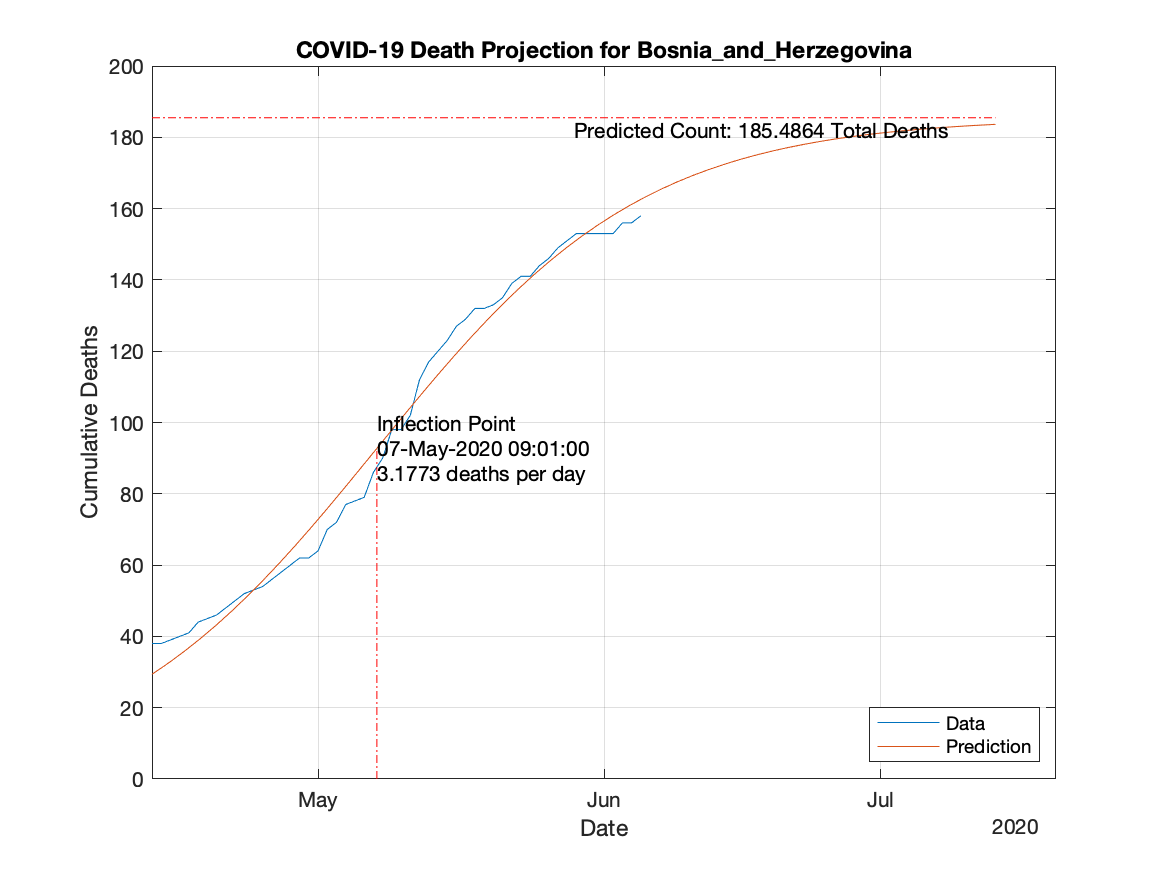 COVID-19 Death Projection for Bosnia_and_Herzegovina
200
180
160
140
120
100
80
60
40
20
0
Cumulative Deaths
Predicted Count: 185.4864 Total Deaths
Inflection Point
07-May-2020 09:01:00
3.1773 deaths per day
Data
Prediction
May
Jun
Jul
Date
2020